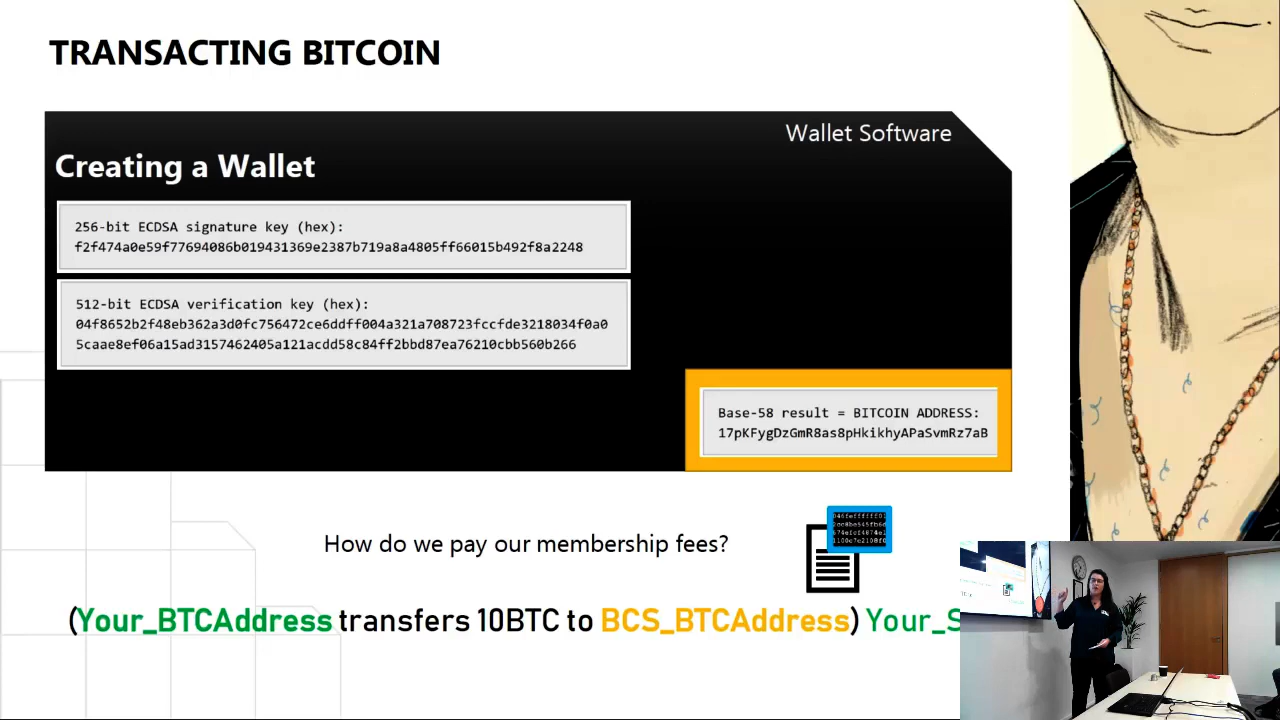 TRANSACTING BITCOIN
Wallet Software
Creating a Wallet
256-bit ECDSA signature key (hex):
f2f474a0e59f77694086b019431369e2387b719a8a4805ff66015b492f8a2248
512-bit ECDSA verification key (hex):
04f8652b2f48eb362a3d0fc756472ce6ddff004a321a708723fccfde3218034f0a0
5caae8ef06a15ad3157462405a121acdd58c84ff2bbd87ea76210cbb560b266
Base-58 result = BITCOIN ADDRESS:
17pKFygDzGmR8as8pHkikhyAPaSvmRz7aB
How do we pay our membership fees?
(Your_BTCAddress transfers 10BTC to BCS_BTCAddress) Your_S